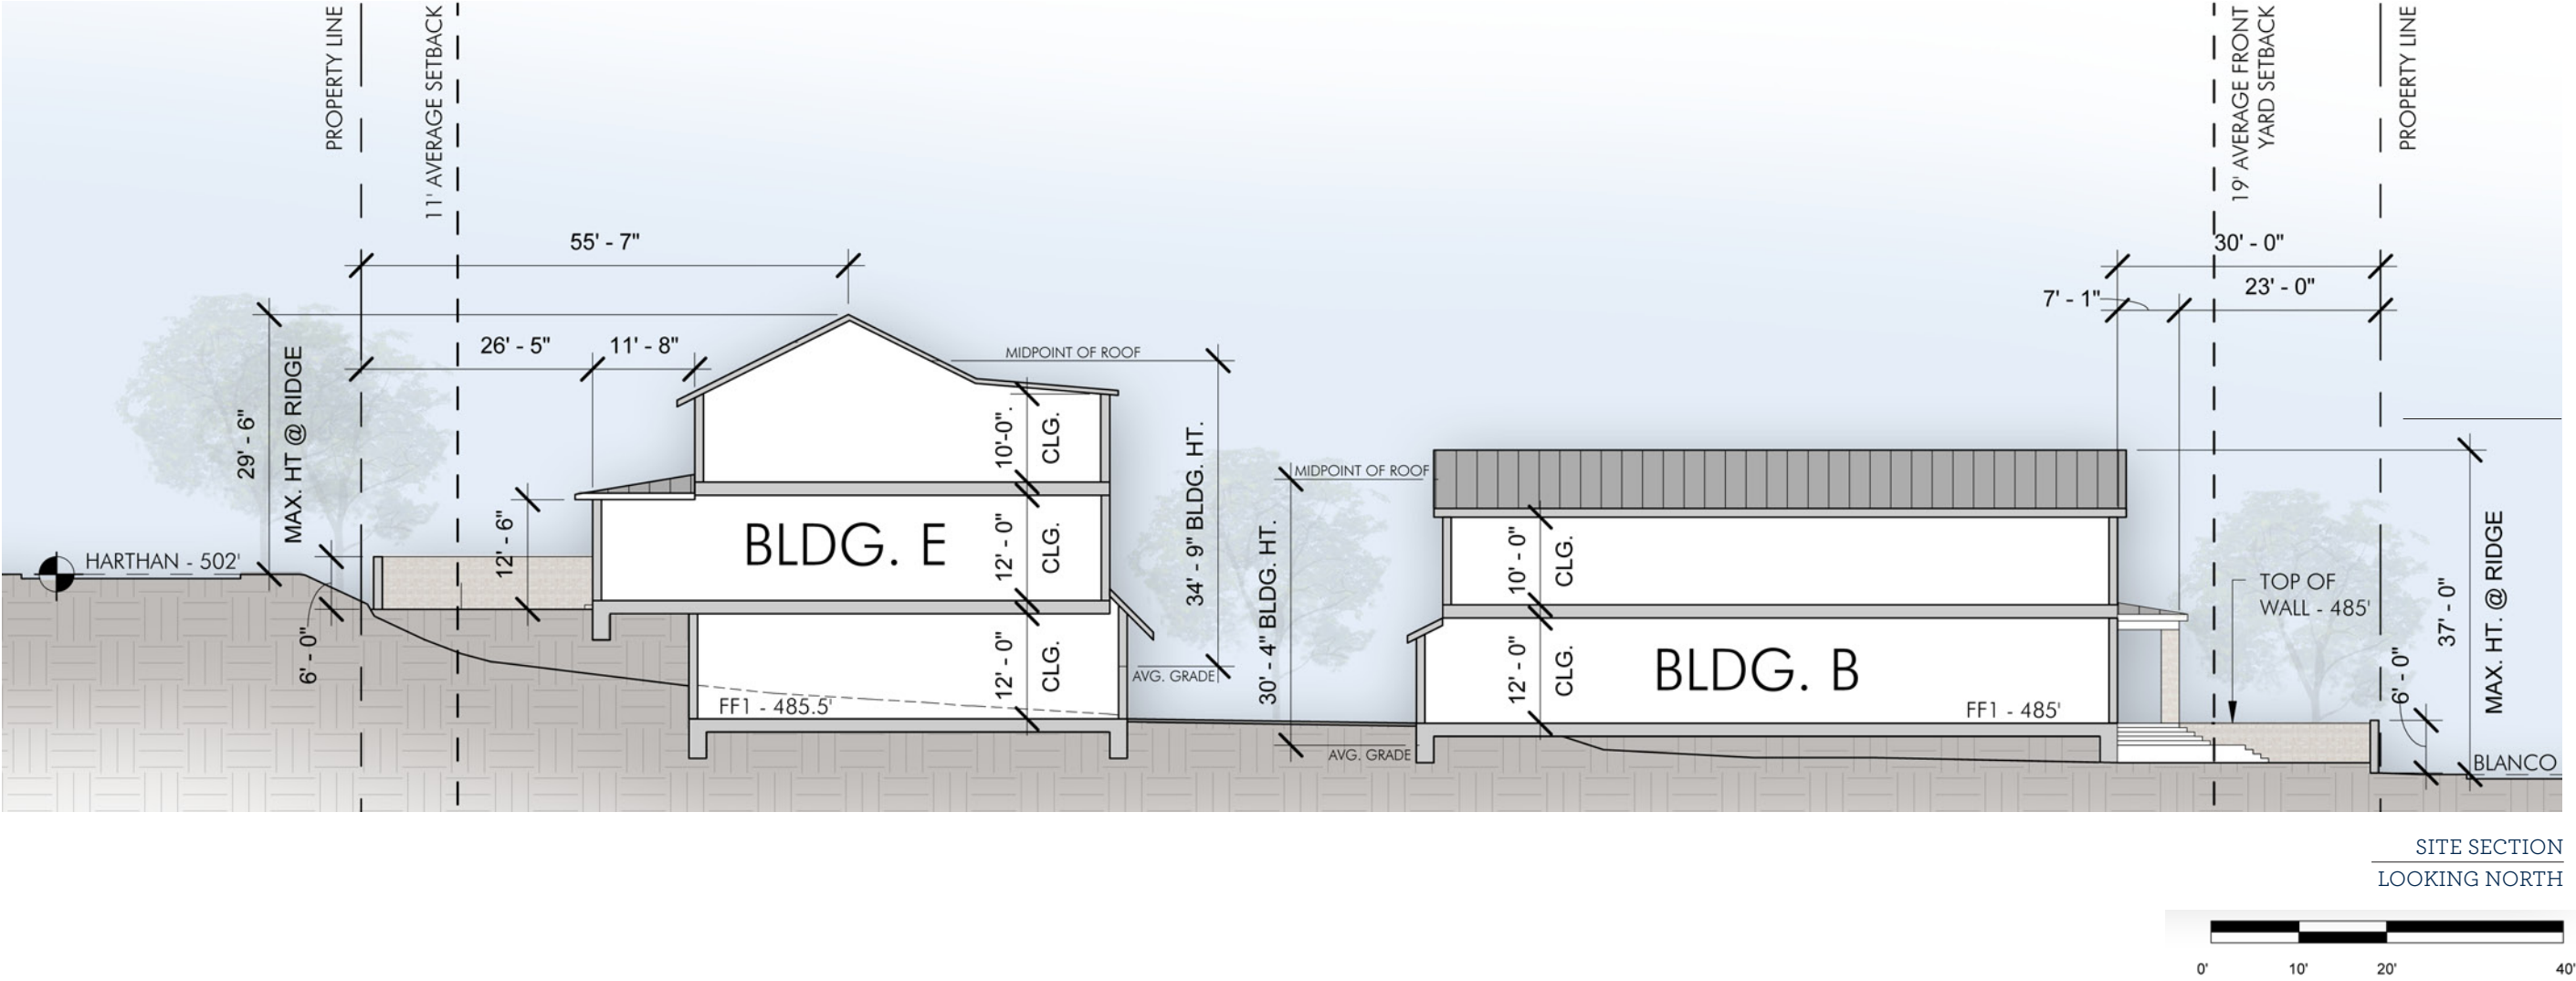 PROPERTY LINE
11' AVERAGE SETBACK
19' AVERAGE FRONT
YARD SETBACK
PROPERTY LINE
55' - 7"
30' - 0"
7' - 1"
23' - 0"
26' - 5"
11' - 8"
MIDPOINT OF ROOF
29' - 6"
MAX. HT @ RIDGE
10'-0".
CLG.
34' - 9" BLDG. HT.
MIDPOINT OF ROOF
12' - 6"
BLDG. E
12' - 0"
CLG.
30' - 4" BLDG. HT.
10' - 0"
CLG.
HARTHAN - 502'
TOP OF
WALL - 485'
37' - 0"
MAX. HT. @ RIDGE
6' - 0"
12' - 0"
CLG.
AVG. GRADE
12' - 0"
CLG.
BLDG. B
6' - 0"
FF1 - 485.5'
FF1 - 485'
AVG. GRADE
BLANCO
SITE SECTION
LOOKING NORTH
0' 10' 20' 40'